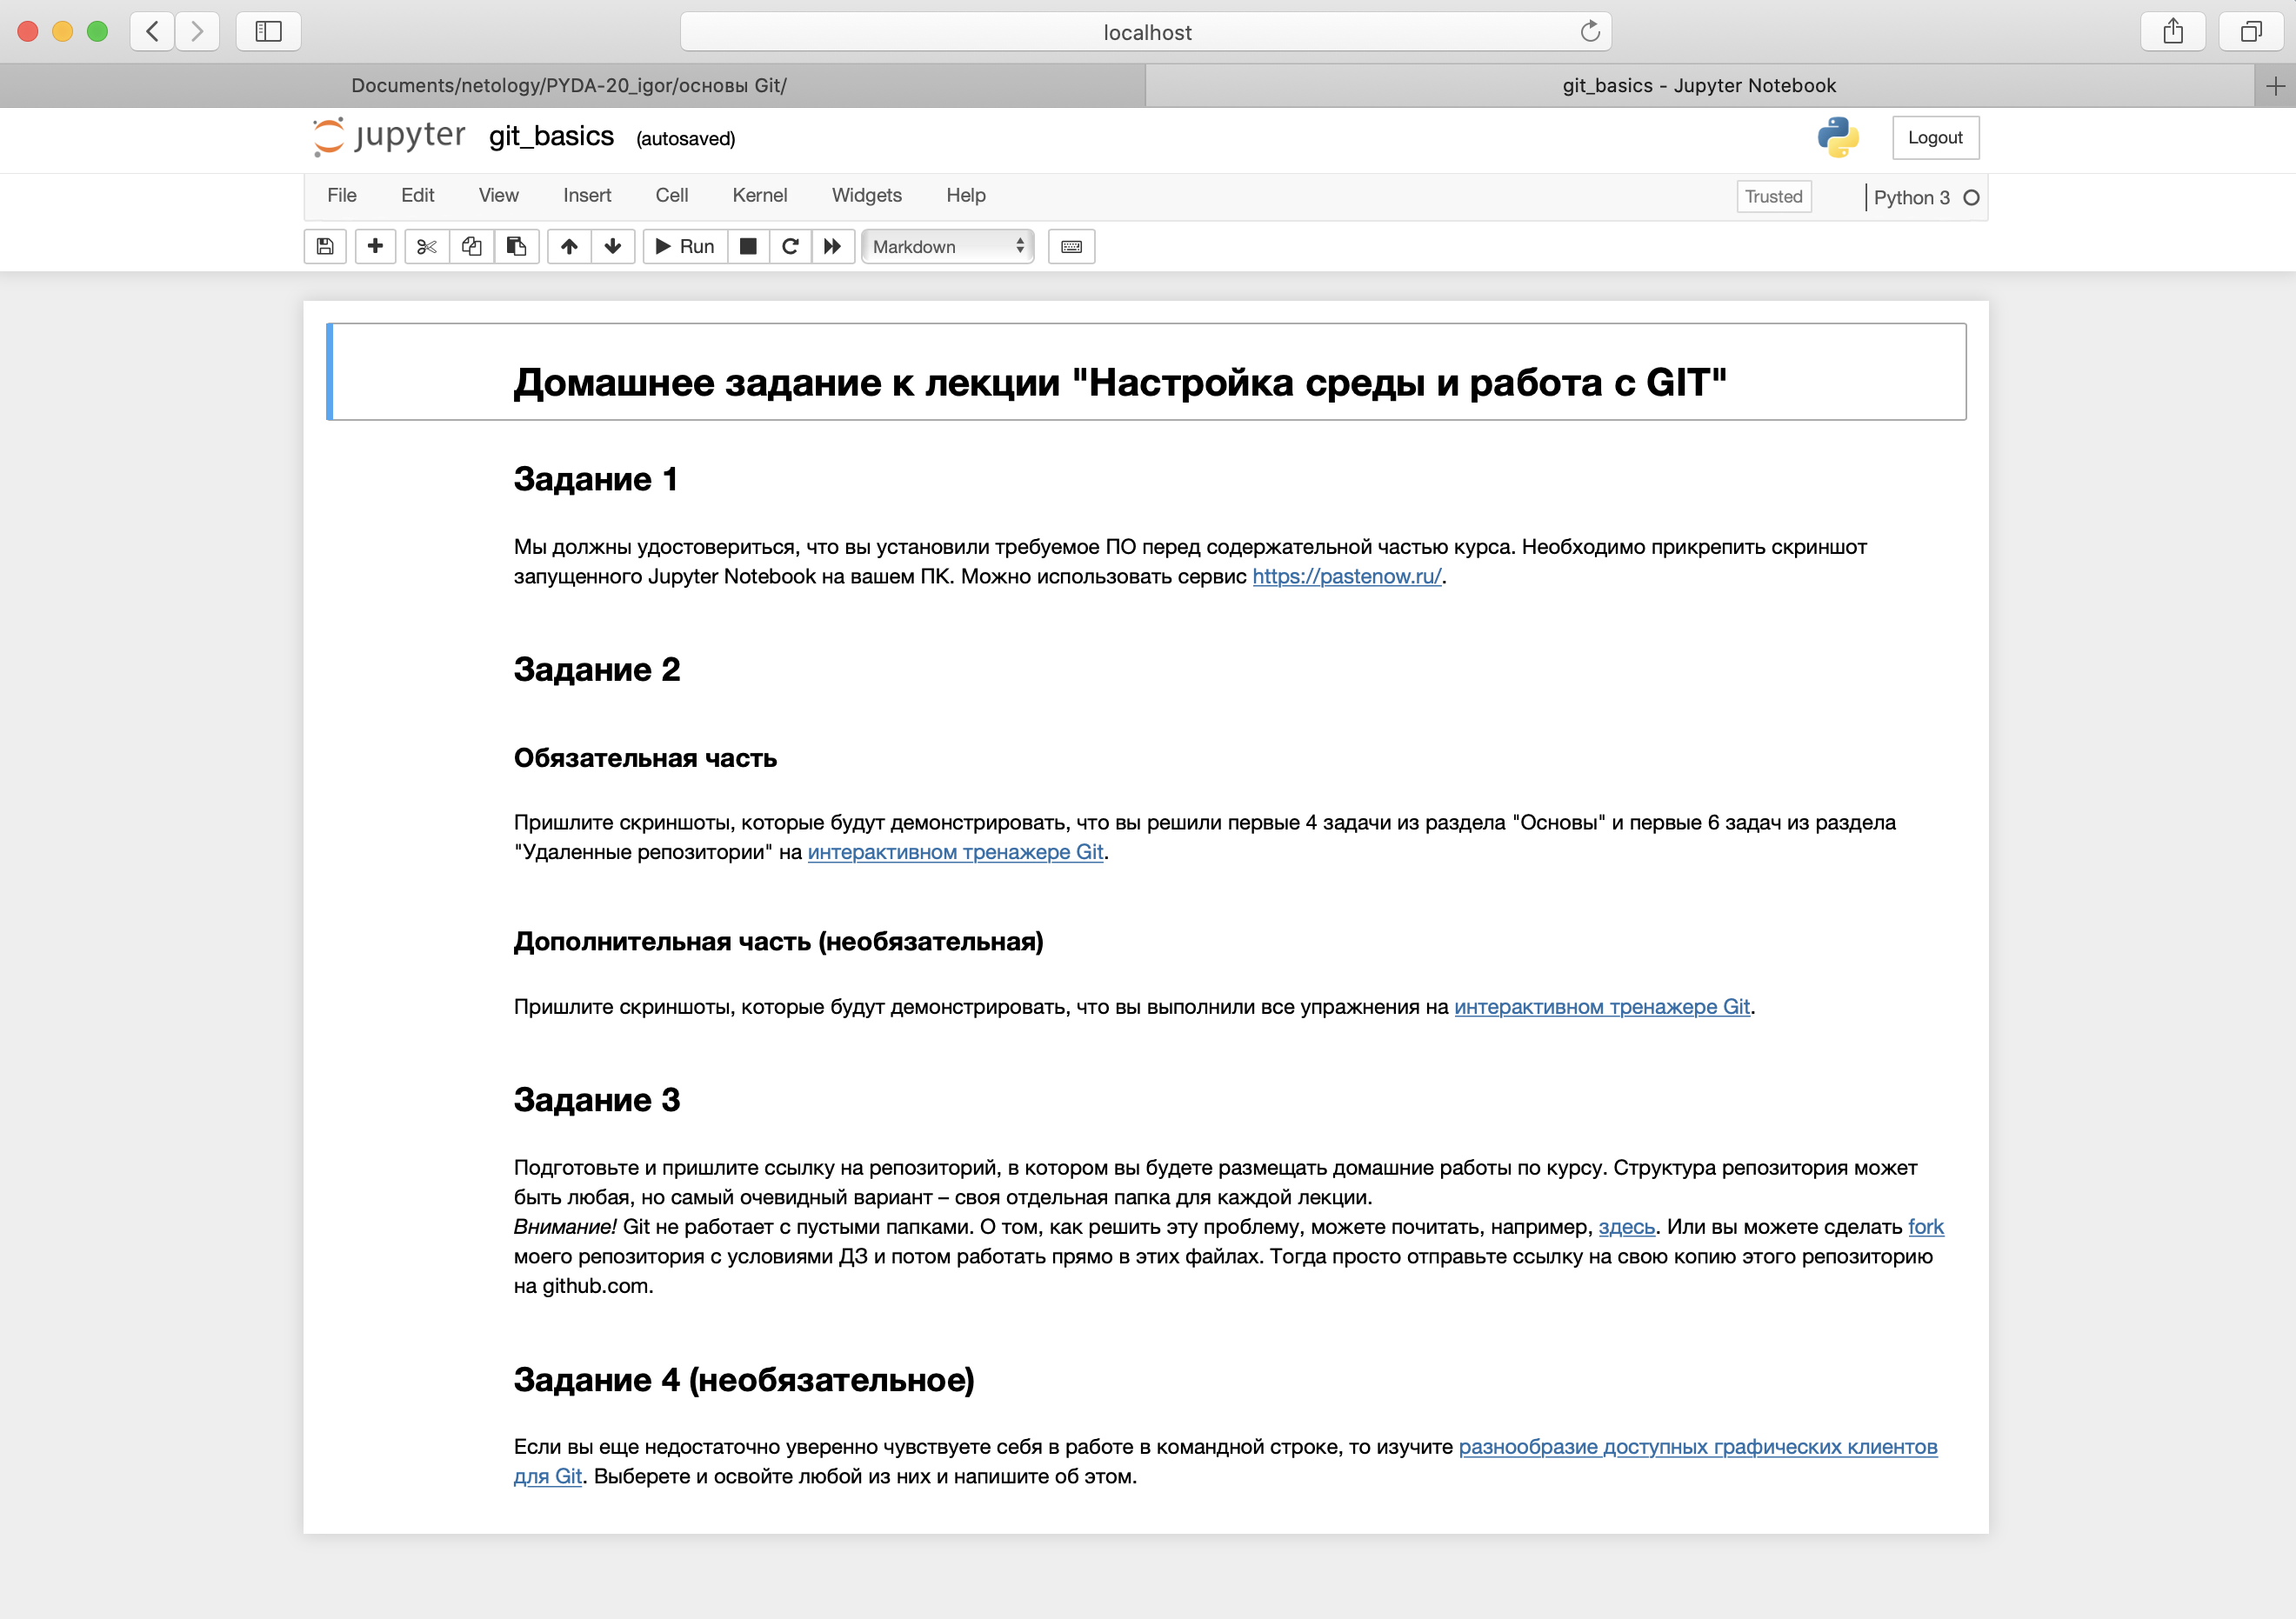 localhost
Documents/netology/PYDA-20_igor/основы Git/
git_basics - Jupyter Notebook
jupyter git_basics (autosaved)
Logout
File Edit View Insert Cell Kernel Widgets Help
Trusted
Python 3
Run
Markdown
Домашнее задание к лекции "Настройка среды и работа с GIT"
Задание 1
Мы должны удостовериться, что вы установили требуемое ПО перед содержательной частью курса. Необходимо прикрепить скриншот
запущенного Jupyter Notebook на вашем ПК. Можно использовать сервис https://pastenow.ru/.
Задание 2
Обязательная часть
Пришлите скриншоты, которые будут демонстрировать, что вы решили первые 4 задачи из раздела "Основы" и первые 6 задач из раздела
"Удаленные репозитории" на интерактивном тренажере Git.
Дополнительная часть (необязательная)
Пришлите скриншоты, которые будут демонстрировать, что вы выполнили все упражнения на интерактивном тренажере Git.
Задание 3
Подготовьте и пришлите ссылку на репозиторий, в котором вы будете размещать домашние работы по курсу. Структура репозитория может
быть любая, но самый очевидный вариант – своя отдельная папка для каждой лекции.
Внимание! Git не работает с пустыми папками. О том, как решить эту проблему, можете почитать, например, здесь. Или вы можете сделать fork
моего репозитория с условиями ДЗ и потом работать прямо в этих файлах. Тогда просто отправьте ссылку на свою копию этого репозиторию
на github.com.
Задание 4 (необязательное)
Если вы еще недостаточно уверенно чувствуете себя в работе в командной строке, то изучите разнообразие доступных графических клиентов
для Git. Выберете и освойте любой из них и напишите об этом.